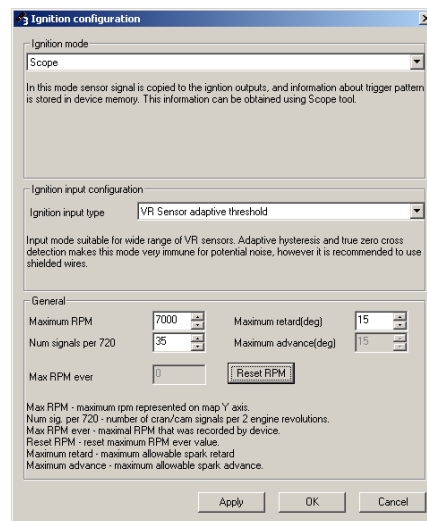 Ignition configuration
Ignition mode
Scope
In this mode sensor signal is copied to the igntion outputs, and information about trigger pattern
is stored in device memory. This information can be obtained using Scope tool.
Ignition input configuration
Ignition input type
VR Sensor adaptive threshold
Input mode suitable for wide range of VR sensors. Adaptive hysteresis and true zero cross
detection makes this mode very immune for potential noise, however it is recommended to use
shielded wires.
General
Maximum RPM 7000 Maximum retard(deg) 15
Num signals per 720 35 Maximum advance(deg) 15
Max RPM ever 0 Reset RPM
Max RPM - maximum rpm represented on map Y axis.
Num sig. per 720 - number of cran/cam signals per 2 engine revolutions.
Max RPM ever - maximal RPM that was recorded by device.
Reset RPM - reset maximum RPM ever value.
Maximum retard - maximum allowable spark retard
Maximum advance - maximum allowable spark advance.
Apply OK Cancel